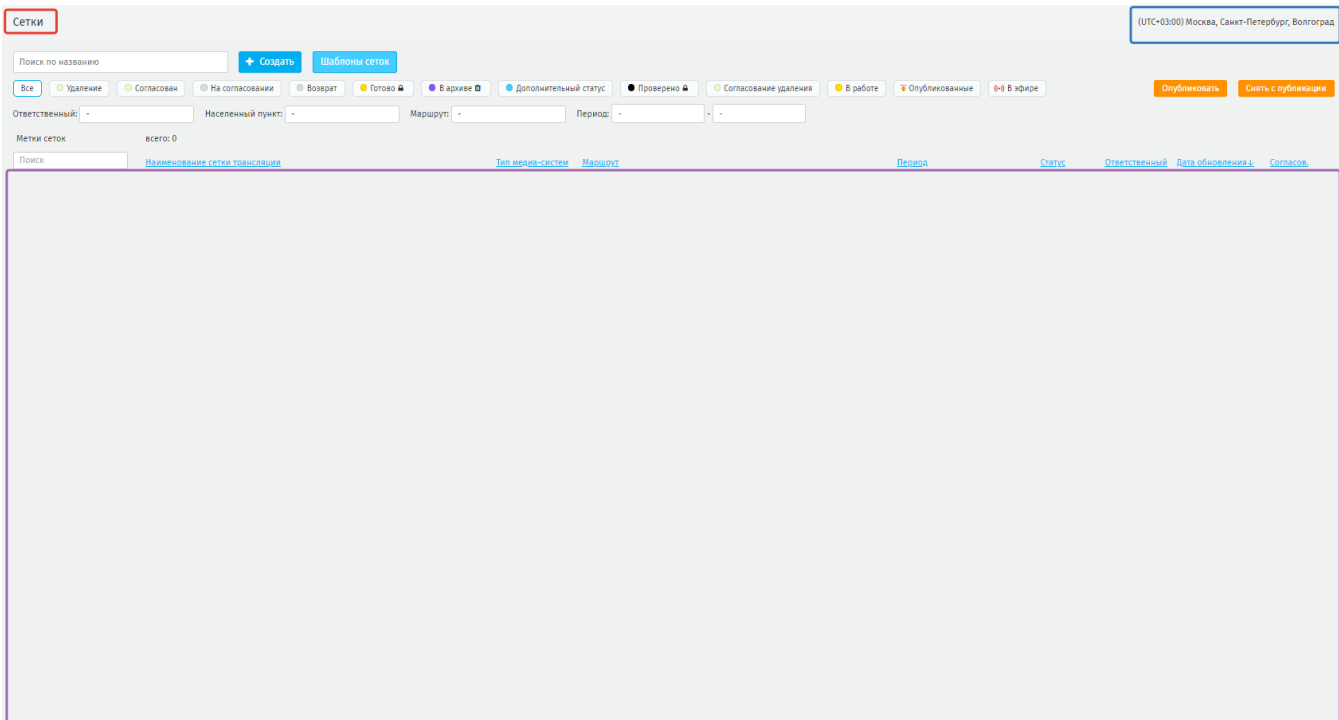 Сетки
(UTC+03:00) Москва, Санкт-Петербург, Волгоград
Поиск по названию + Создать Шаблоны сеток
Все Удаление Согласован На согласовании Возврат Готово В архиве Дополнительный статус Проверено Согласование удаления В работе Опубликованные В эфире Опубликовать Снять с публикации
Ответственный: - Населенный пункт: - Маршрут: - Период: - - -
Метки сеток всего: 0
Поиск Наименование сетки трансляции Тип медиа-систем Маршрут Период Статус Ответственный Дата обновления↓ Согласов.